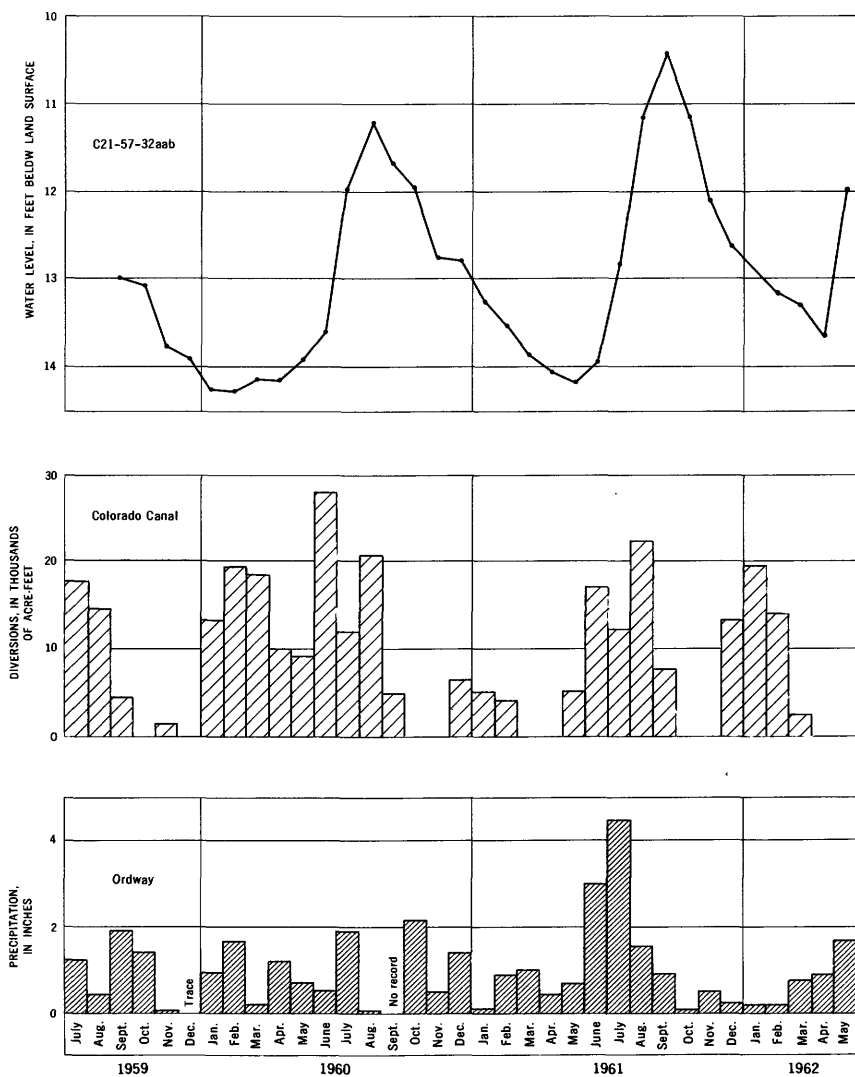 10
11
12
13
14
WATER LEVEL, IN FEET BELOW LAND SURFACE
C21-57-32aab
30
20
10
0
DIVERSIONS, IN THOUSANDS
OF ACRE-FEET
Colorado Canal
4
2
0
PRECIPITATION,
IN INCHES
Ordway
Trace
No record
July
Aug.
Sept.
Oct.
Nov.
Dec.
Jan.
Feb.
Mar.
Apr.
May
June
July
Aug.
Sept.
Oct.
Nov.
Dec.
Jan.
Feb.
Mar.
Apr.
May
June
July
Aug.
Sept.
Oct.
Nov.
Dec.
Jan.
Feb.
Mar.
Apr.
May
1959
1960
1961
1962